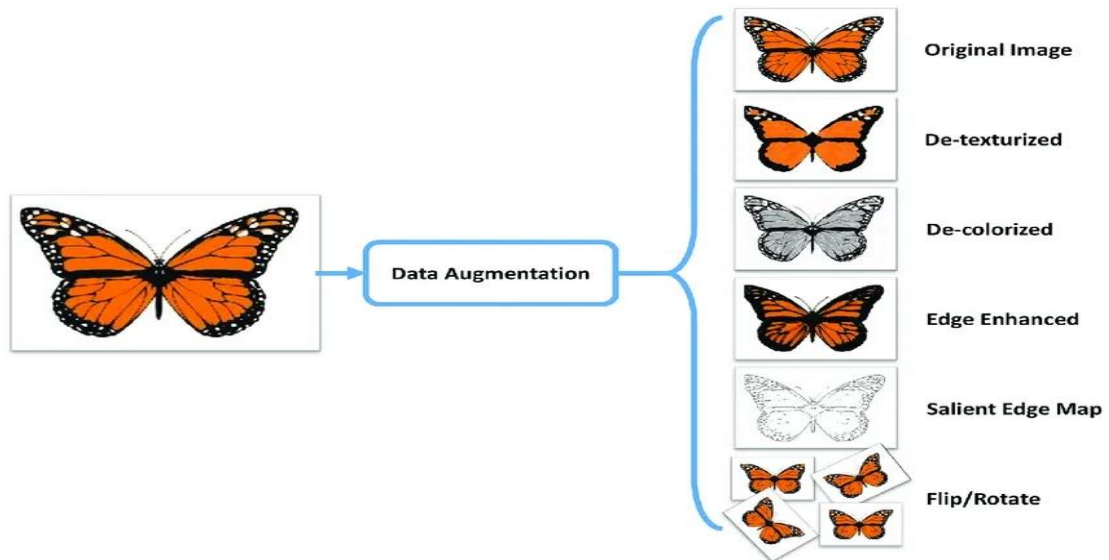 Original Image
De-texturized
De-colorized
Data Augmentation
Edge Enhanced
Salient Edge Map
Flip/Rotate